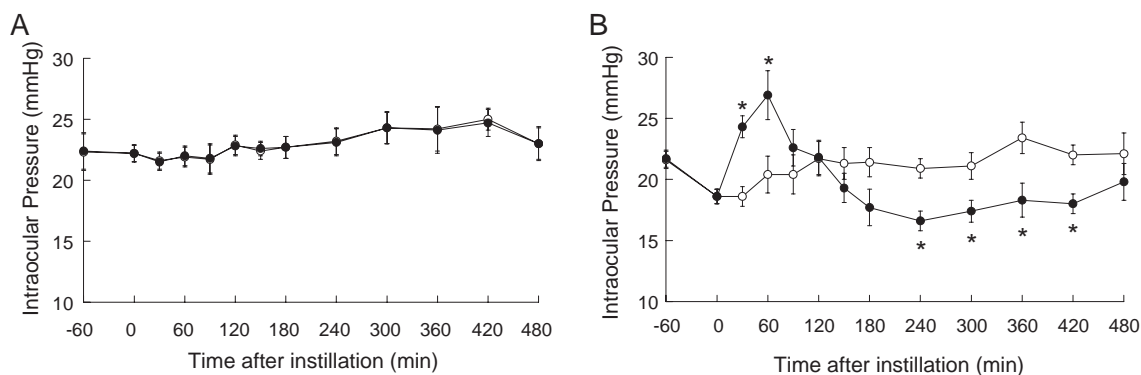 A
Intraocular Pressure (mmHg)
30
25
20
15
10
-60 0 60 120 180 240 300 360 420 480
Time after instillation (min)
B
Intraocular Pressure (mmHg)
30
25
20
15
10
* *
* * * *
-60 0 60 120 180 240 300 360 420 480
Time after instillation (min)